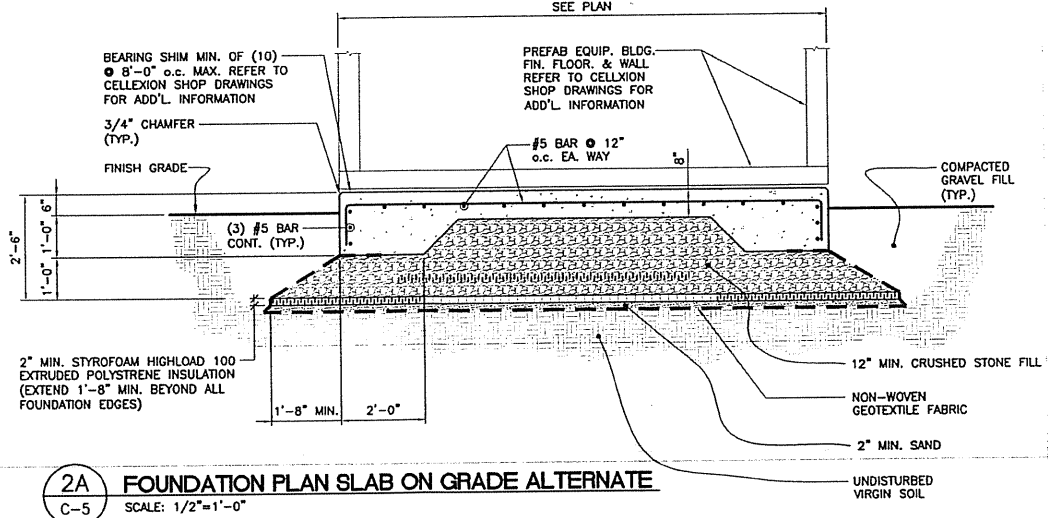 SEE PLAN
BEARING SHIM MIN. OF (10)
@ 8'-0" o.c. MAX. REFER TO
CELLEXION SHOP DRAWINGS
FOR ADD'L. INFORMATION
PREFAB EQUIP. BLDG.
FIN. FLOOR. & WALL
REFER TO CELLXION
SHOP DRAWINGS FOR
ADD'L. INFORMATION
3/4" CHAMFER
(TYP.)
#5 BAR @ 12"
o.c. EA. WAY
8"
FINISH GRADE
COMPACTED
GRAVEL FILL
(TYP.)
6"
1'-0"
1'-0"
2'-6"
(3) #5 BAR
CONT. (TYP.)
2" MIN. STYROFOAM HIGHLOAD 100
EXTRUDED POLYSTRENE INSULATION
(EXTEND 1'-8" MIN. BEYOND ALL
FOUNDATION EDGES)
1'-8" MIN.
2'-0"
12" MIN. CRUSHED STONE FILL
NON-WOVEN
GEOTEXTILE FABRIC
2" MIN. SAND
UNDISTURBED
VIRGIN SOIL
2A
C-5
FOUNDATION PLAN SLAB ON GRADE ALTERNATE
SCALE: 1/2"=1'-0"